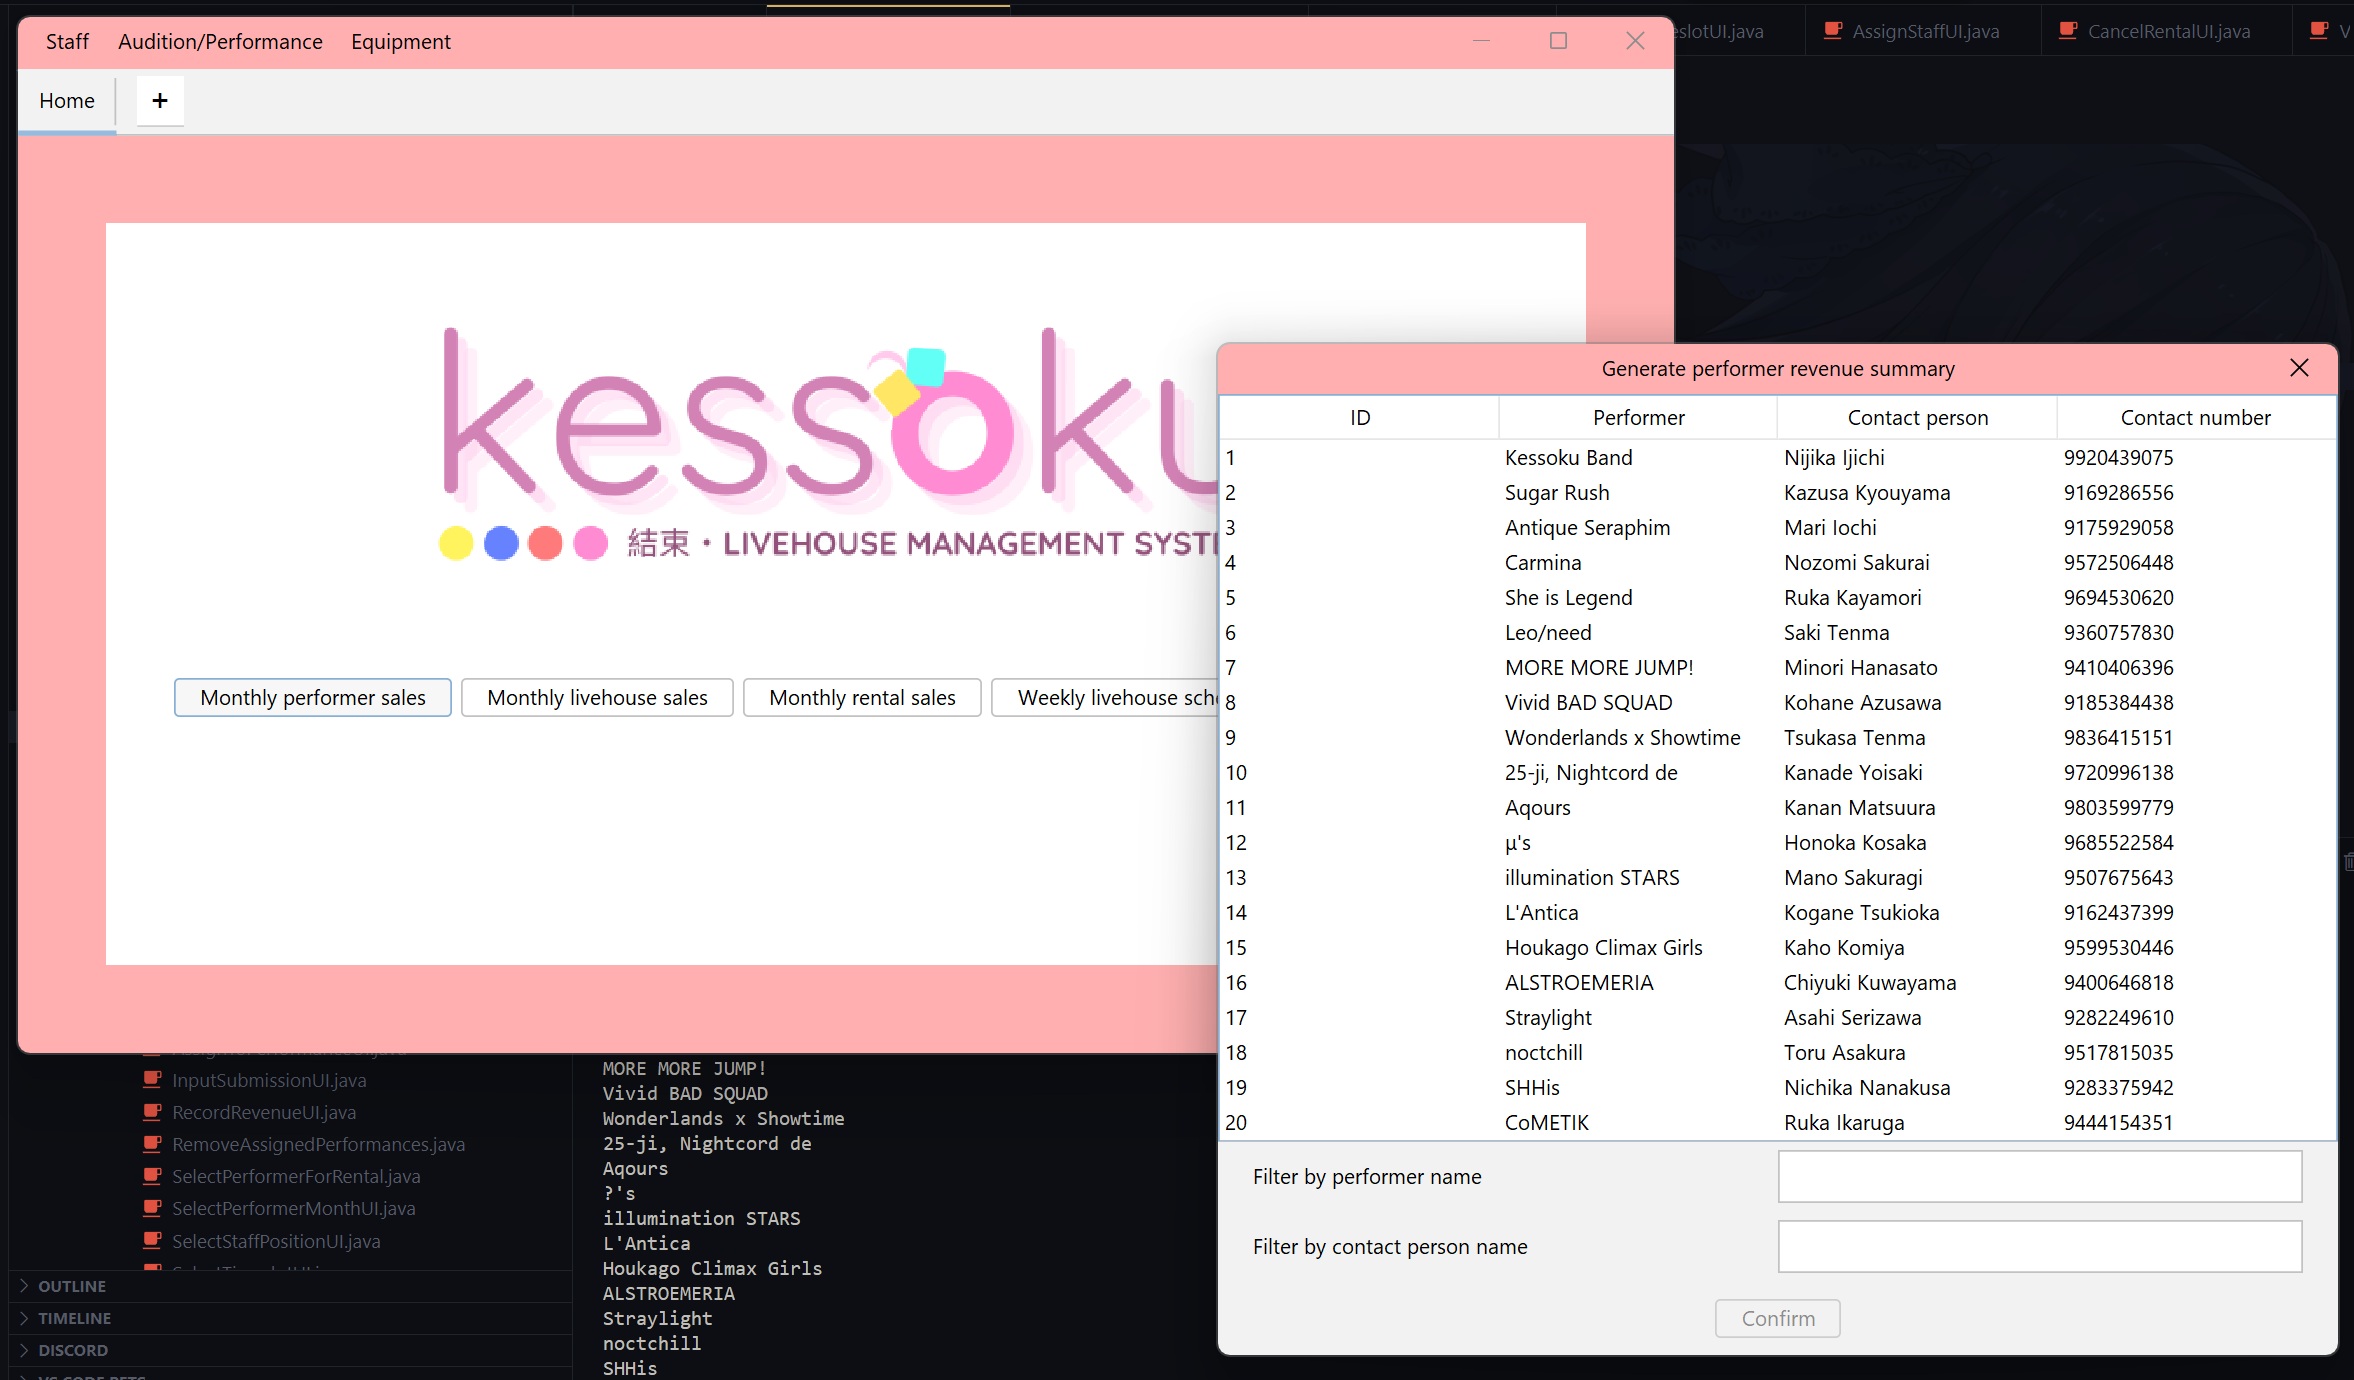 Staff Audition/Performance Equipment
eslotUI.java AssignStaffUI.java CancelRentalUI.java V
Home +
kessoku
結束・LIVEHOUSE MANAGEMENT SYST
Monthly performer sales Monthly livehouse sales Monthly rental sales Weekly livehouse sch
Generate performer revenue summary
ID Performer Contact person Contact number
1 Kessoku Band Nijika Ijichi 9920439075
2 Sugar Rush Kazusa Kyouyama 9169286556
3 Antique Seraphim Mari Iochi 9175929058
4 Carmina Nozomi Sakurai 9572506448
5 She is Legend Ruka Kayamori 9694530620
6 Leo/need Saki Tenma 9360757830
7 MORE MORE JUMP! Minori Hanasato 9410406396
8 Vivid BAD SQUAD Kohane Azusawa 9185384438
9 Wonderlands x Showtime Tsukasa Tenma 9836415151
10 25-ji, Nightcord de Kanade Yoisaki 9720996138
11 Aqours Kanan Matsuura 9803599779
12 μ's Honoka Kosaka 9685522584
13 illumination STARS Mano Sakuragi 9507675643
14 L'Antica Kogane Tsukioka 9162437399
15 Houkago Climax Girls Kaho Komiya 9599530446
16 ALSTROEMERIA Chiyuki Kuwayama 9400646818
17 Straylight Asahi Serizawa 9282249610
18 noctchill Toru Asakura 9517815035
19 SHHis Nichika Nanakusa 9283375942
20 CoMETIK Ruka Ikaruga 9444154351
Filter by performer name
Filter by contact person name
Confirm
InputSubmissionUI.java
RecordRevenueUI.java
RemoveAssignedPerformances.java
SelectPerformerForRental.java
SelectPerformerMonthUI.java
SelectStaffPositionUI.java
OUTLINE
TIMELINE
DISCORD
VS CODE PETS
MORE MORE JUMP!
Vivid BAD SQUAD
Wonderlands x Showtime
25-ji, Nightcord de
Aqours
?'s
illumination STARS
L'Antica
Houkago Climax Girls
ALSTROEMERIA
Straylight
noctchill
SHHis